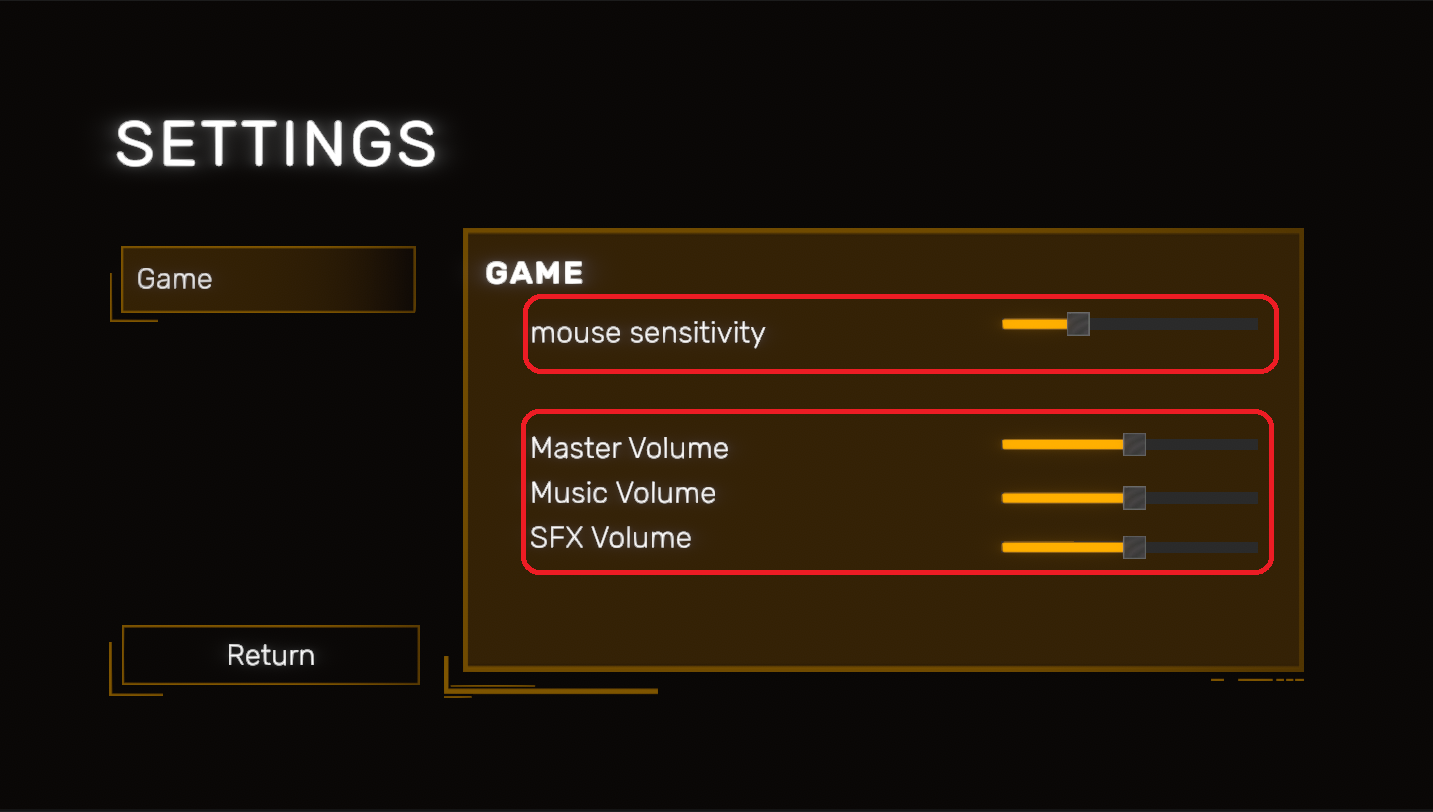 SETTINGS
Game
GAME
mouse sensitivity
Master Volume
Music Volume
SFX Volume
Return